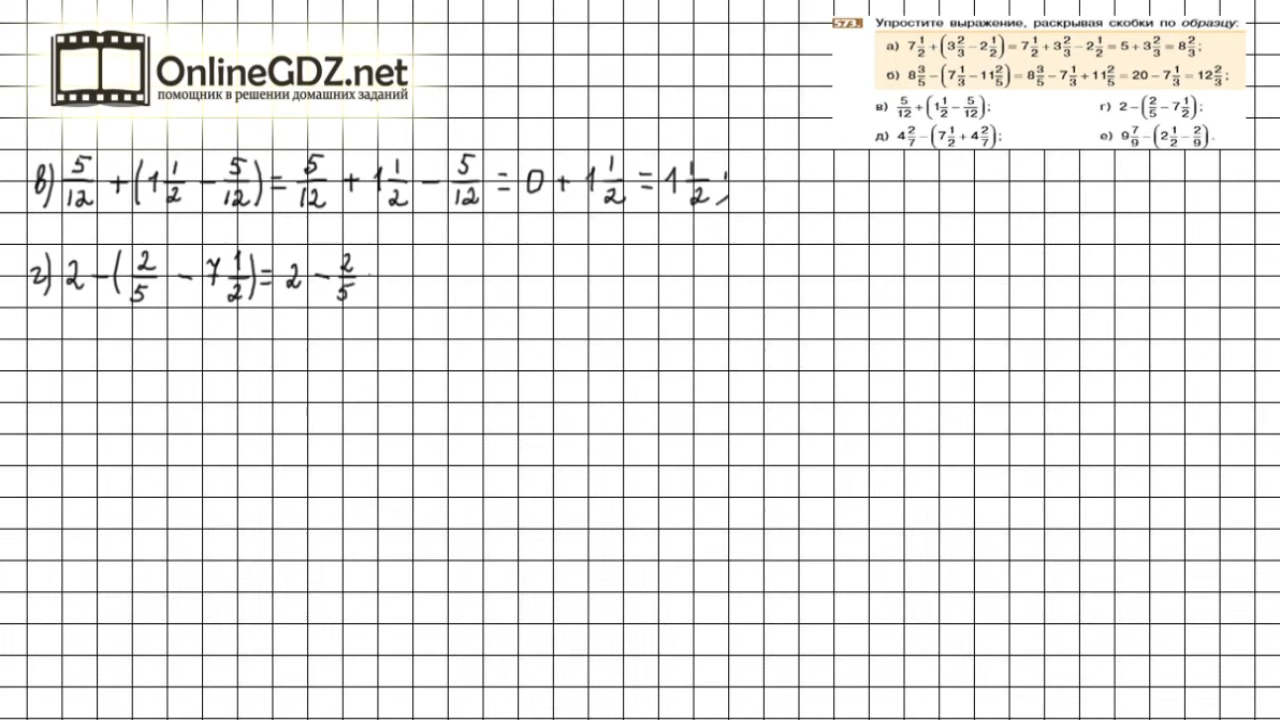 OnlineGDZ.net
помощник в решении домашних заданий
573. Упростите выражение, раскрывая скобки по образцу:
а) 7 1/2 + (3 2/3 − 2 1/2) = 7 1/2 + 3 2/3 − 2 1/2 = 5 + 3 2/3 = 8 2/3;
б) 8 3/5 − (7 1/3 − 11 2/5) = 8 3/5 − 7 1/3 + 11 2/5 = 20 − 7 1/3 = 12 2/3;
в) 5/12 + (1 1/2 − 5/12); г) 2 − (2/5 − 7 1/2);
д) 4 2/7 − (7 1/2 + 4 2/7); е) 9 7/9 − (2 1/2 − 2/9).
в) 5/12 + (1 1/2 − 5/12) = 5/12 + 1 1/2 − 5/12 = 0 + 1 1/2 = 1 1/2;
г) 2 − (2/5 − 7 1/2) = 2 − 2/5